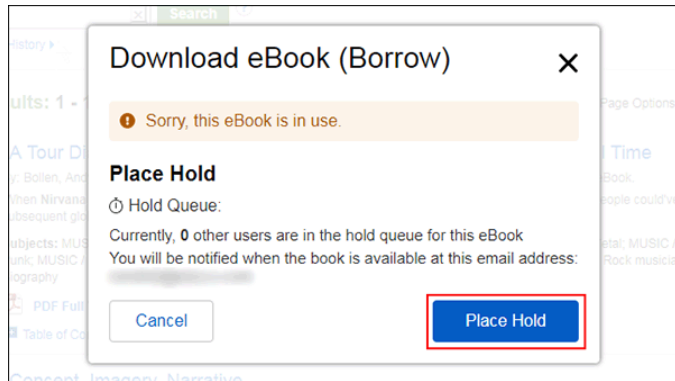 Search
History
Download eBook (Borrow)
ults: 1 - 1
Page Options
Sorry, this eBook is in use.
A Tour Di
l Time
y: Bollen, And
Book.
Place Hold
When Nirvana
eople could've
ubsequent glo
Hold Queue:
Currently, 0 other users are in the hold queue for this eBook
ubjects: MUS
etal; MUSIC /
You will be notified when the book is available at this email address:
unk; MUSIC /
Rock musicia
ography
PDF Full
Cancel
Place Hold
Table of Co
Concept, Imagery, Narrative